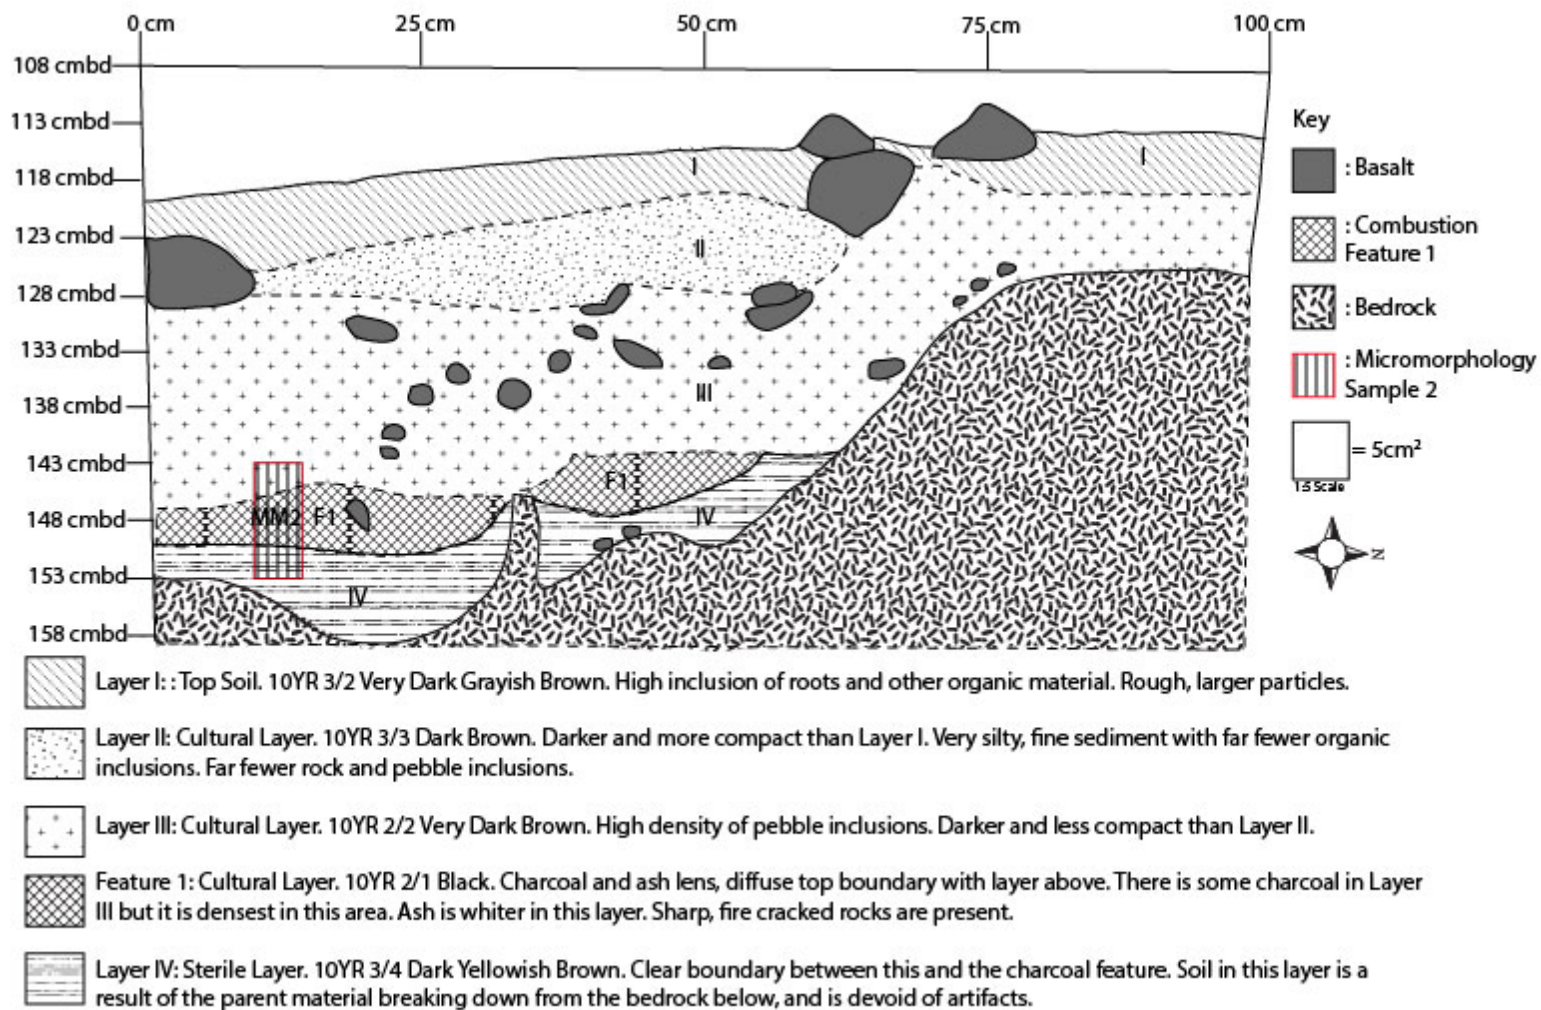 0 cm
25 cm
50 cm
75 cm
100 cm
108 cmbd
113 cmbd
118 cmbd
123 cmbd
128 cmbd
133 cmbd
138 cmbd
143 cmbd
148 cmbd
153 cmbd
158 cmbd
I
I
II
III
F1
MM2
F1
IV
IV
Key
: Basalt
: Combustion
Feature 1
: Bedrock
: Micromorphology
Sample 2
= 5cm²
1:5 Scale
N
Layer I: : Top Soil. 10YR 3/2 Very Dark Grayish Brown. High inclusion of roots and other organic material. Rough, larger particles.
Layer II: Cultural Layer. 10YR 3/3 Dark Brown. Darker and more compact than Layer I. Very silty, fine sediment with far fewer organic
inclusions. Far fewer rock and pebble inclusions.
Layer III: Cultural Layer. 10YR 2/2 Very Dark Brown. High density of pebble inclusions. Darker and less compact than Layer II.
Feature 1: Cultural Layer. 10YR 2/1 Black. Charcoal and ash lens, diffuse top boundary with layer above. There is some charcoal in Layer
III but it is densest in this area. Ash is whiter in this layer. Sharp, fire cracked rocks are present.
Layer IV: Sterile Layer. 10YR 3/4 Dark Yellowish Brown. Clear boundary between this and the charcoal feature. Soil in this layer is a
result of the parent material breaking down from the bedrock below, and is devoid of artifacts.